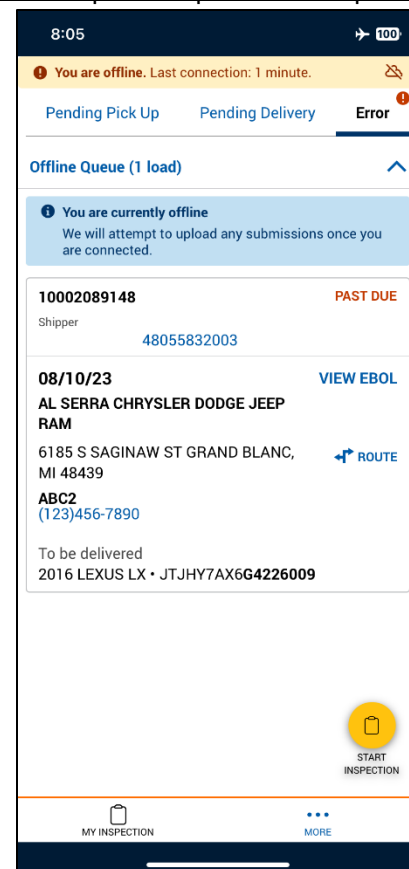 8:05
100
You are offline. Last connection: 1 minute.
Pending Pick Up
Pending Delivery
Error
Offline Queue (1 load)
You are currently offline
We will attempt to upload any submissions once you
are connected.
10002089148
PAST DUE
Shipper
48055832003
08/10/23
VIEW EBOL
AL SERRA CHRYSLER DODGE JEEP
RAM
6185 S SAGINAW ST GRAND BLANC,
MI 48439
ROUTE
ABC2
(123)456-7890
To be delivered
2016 LEXUS LX • JTJHY7AX6G4226009
START
INSPECTION
MY INSPECTION
MORE